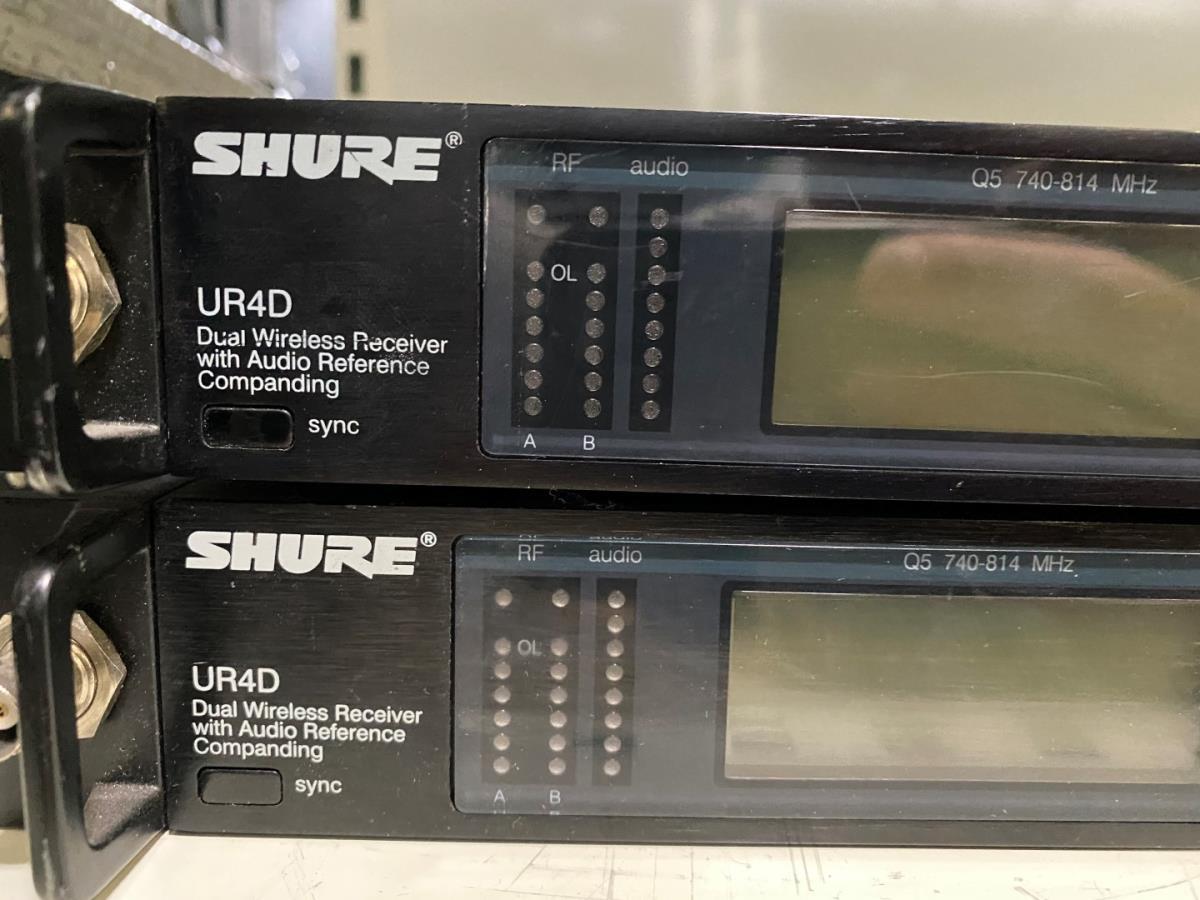 SHURE®
RF audio
Q5 740-814 MHz
OL
UR4D
Dual Wireless Receiver
with Audio Reference
Companding
sync
A B
SHURE®
RF audio
Q5 740-814 MHz
OL
UR4D
Dual Wireless Receiver
with Audio Reference
Companding
sync
A B